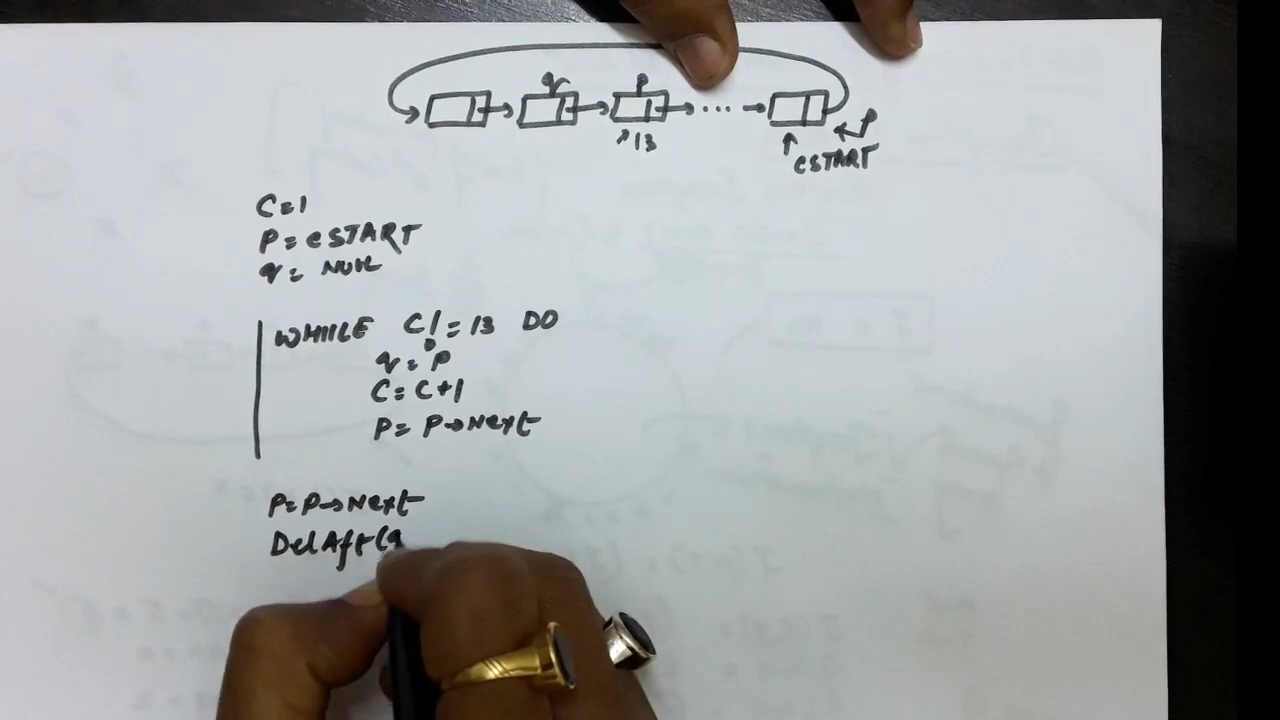 q P
... P
13 CSTART
C=1
P=CSTART
q= NULL
WHILE C!=13 DO
q=P
C=C+1
P= P→Next
P=P→Next
DelAft(q